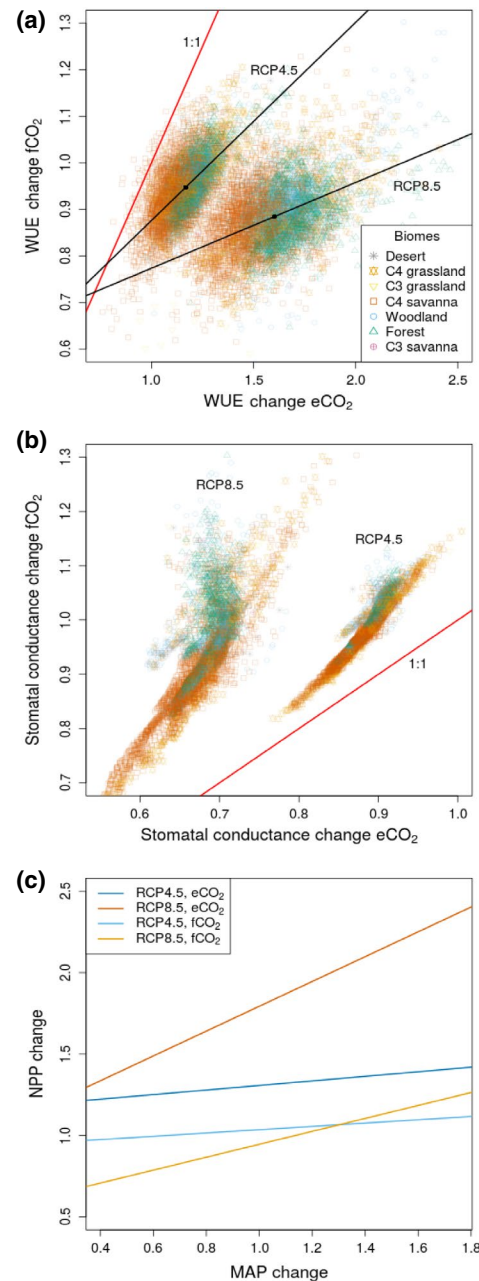 (a)
1:1
RCP4.5
RCP8.5
WUE change fCO₂
1.3
1.2
1.1
1.0
0.9
0.8
0.7
0.6
Biomes
Desert
C4 grassland
C3 grassland
C4 savanna
Woodland
Forest
C3 savanna
1.0 1.5 2.0 2.5
WUE change eCO₂
(b)
RCP8.5
RCP4.5
1:1
Stomatal conductance change fCO₂
1.3
1.2
1.1
1.0
0.9
0.8
0.7
0.6 0.7 0.8 0.9 1.0
Stomatal conductance change eCO₂
(c)
RCP4.5, eCO₂
RCP8.5, eCO₂
RCP4.5, fCO₂
RCP8.5, fCO₂
NPP change
2.5
2.0
1.5
1.0
0.5
0.4 0.6 0.8 1.0 1.2 1.4 1.6 1.8
MAP change